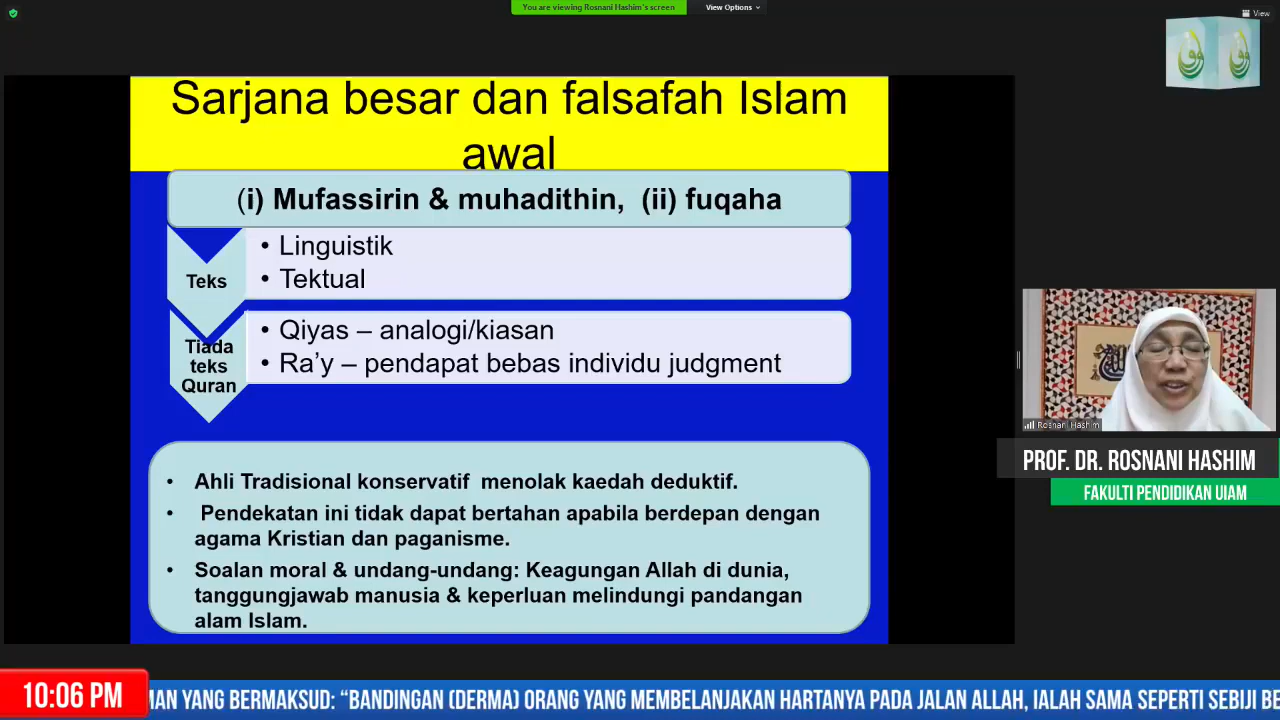 You are viewing Rosnani Hashim's screen
View Options
View
Sarjana besar dan falsafah Islam
awal
(i) Mufassirin & muhadithin, (ii) fuqaha
Teks
• Linguistik
• Tektual
Tiada
teks
Quran
• Qiyas – analogi/kiasan
• Ra’y – pendapat bebas individu judgment
• Ahli Tradisional konservatif menolak kaedah deduktif.
• Pendekatan ini tidak dapat bertahan apabila berdepan dengan
agama Kristian dan paganisme.
• Soalan moral & undang-undang: Keagungan Allah di dunia,
tanggungjawab manusia & keperluan melindungi pandangan
alam Islam.
Rosnani Hashim
PROF. DR. ROSNANI HASHIM
FAKULTI PENDIDIKAN UIAM
10:06 PM
MAN YANG BERMAKSUD: “BANDINGAN (DERMA) ORANG YANG MEMBELANJAKAN HARTANYA PADA JALAN ALLAH, IALAH SAMA SEPERTI SEBIJI BE